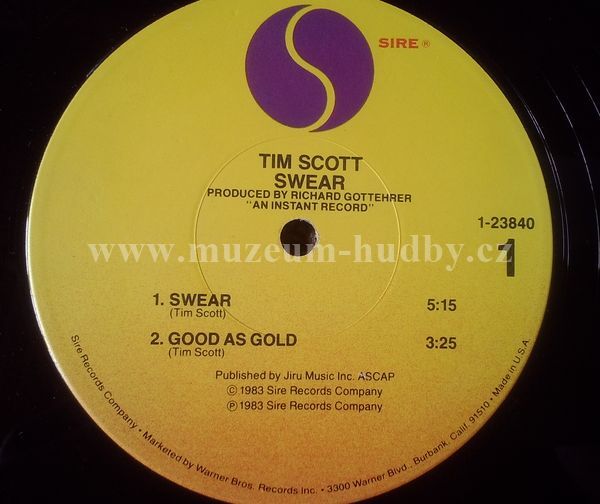 SIRE ®
TIM SCOTT
SWEAR
PRODUCED BY RICHARD GOTTEHRER
"AN INSTANT RECORD"
1-23840
1
www.muzeum-hudby.cz
1. SWEAR 5:15
(Tim Scott)
2. GOOD AS GOLD 3:25
(Tim Scott)
Published by Jiru Music Inc. ASCAP
© 1983 Sire Records Company
℗ 1983 Sire Records Company
Sire Records Company • Marketed by Warner Bros. Records Inc. • 3300 Warner Blvd., Burbank, Calif. 91510 • Made in U.S.A.